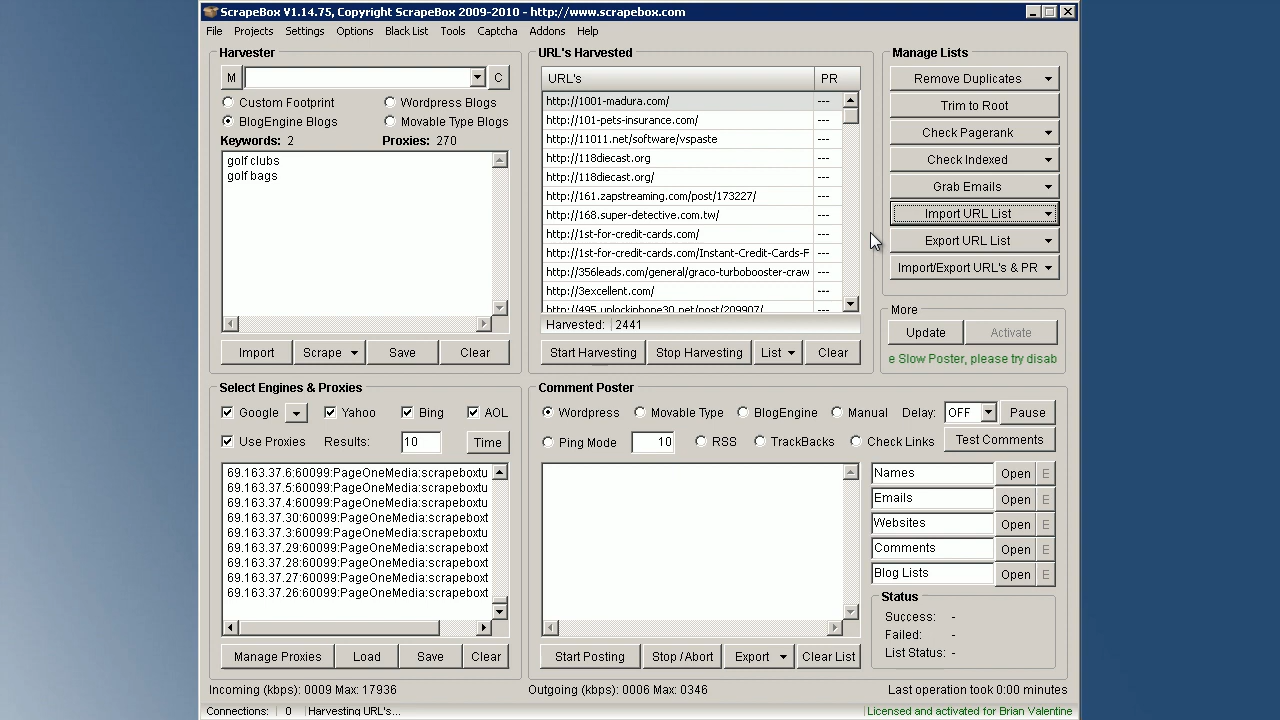 ScrapeBox V1.14.75, Copyright ScrapeBox 2009-2010 - http://www.scrapebox.com
File Projects Settings Options Black List Tools Captcha Addons Help
Harvester
M C
Custom Footprint Wordpress Blogs
BlogEngine Blogs Movable Type Blogs
Keywords: 2 Proxies: 270
golf clubs
golf bags
Import Scrape Save Clear
URL's Harvested
URL's PR
http://1001-madura.com/ ---
http://101-pets-insurance.com/ ---
http://11011.net/software/vspaste ---
http://118diecast.org ---
http://118diecast.org/ ---
http://161.zapstreaming.com/post/173227/ ---
http://168.super-detective.com.tw/ ---
http://1st-for-credit-cards.com/ ---
http://1st-for-credit-cards.com/Instant-Credit-Cards-F ---
http://356leads.com/general/graco-turbobooster-craw ---
http://3excellent.com/ ---
http://495.unlockiphone30.net/post/209907/ ---
Harvested: 2441
Start Harvesting Stop Harvesting List Clear
Manage Lists
Remove Duplicates
Trim to Root
Check Pagerank
Check Indexed
Grab Emails
Import URL List
Export URL List
Import/Export URL's & PR
More
Update Activate
e Slow Poster, please try disab
Select Engines & Proxies
Google Yahoo Bing AOL
Use Proxies Results: 10 Time
69.163.37.6:60099:PageOneMedia:scrapeboxtu
69.163.37.5:60099:PageOneMedia:scrapeboxtu
69.163.37.4:60099:PageOneMedia:scrapeboxtu
69.163.37.30:60099:PageOneMedia:scrapeboxt
69.163.37.3:60099:PageOneMedia:scrapeboxtu
69.163.37.29:60099:PageOneMedia:scrapeboxt
69.163.37.28:60099:PageOneMedia:scrapeboxt
69.163.37.27:60099:PageOneMedia:scrapeboxt
69.163.37.26:60099:PageOneMedia:scrapeboxt
Manage Proxies Load Save Clear
Comment Poster
Wordpress Movable Type BlogEngine Manual Delay: OFF Pause
Ping Mode 10 RSS TrackBacks Check Links Test Comments
Names Open E
Emails Open E
Websites Open E
Comments Open E
Blog Lists Open E
Status
Success: -
Failed: -
List Status: -
Start Posting Stop / Abort Export Clear List
Incoming (kbps): 0009 Max: 17936 Outgoing (kbps): 0006 Max: 0346 Last operation took 0:00 minutes
Connections: 0 Harvesting URL's... Licensed and activated for Brian Valentine